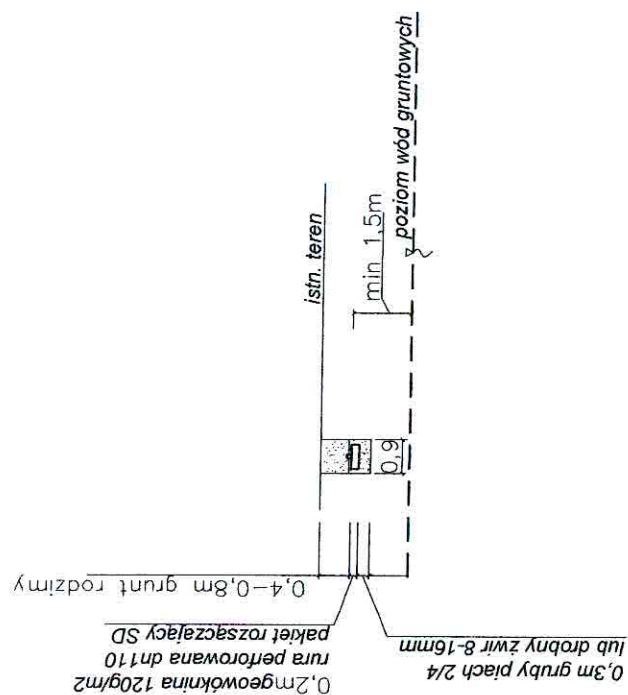 istn. teren
poziom wód gruntowych
min 1,5m
0,9
0,4-0,8m grunt rodzimy
0,2m geowóknina 120g/m2
rura perforowana dn110
pakiet rozsączający SD
0,3m gruby piach 2/4
lub drobny żwir 8-16mm